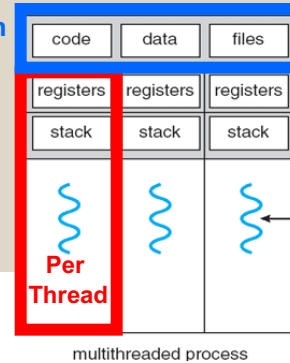 n
code data files
registers registers registers
stack stack stack
Per
Thread
multithreaded process